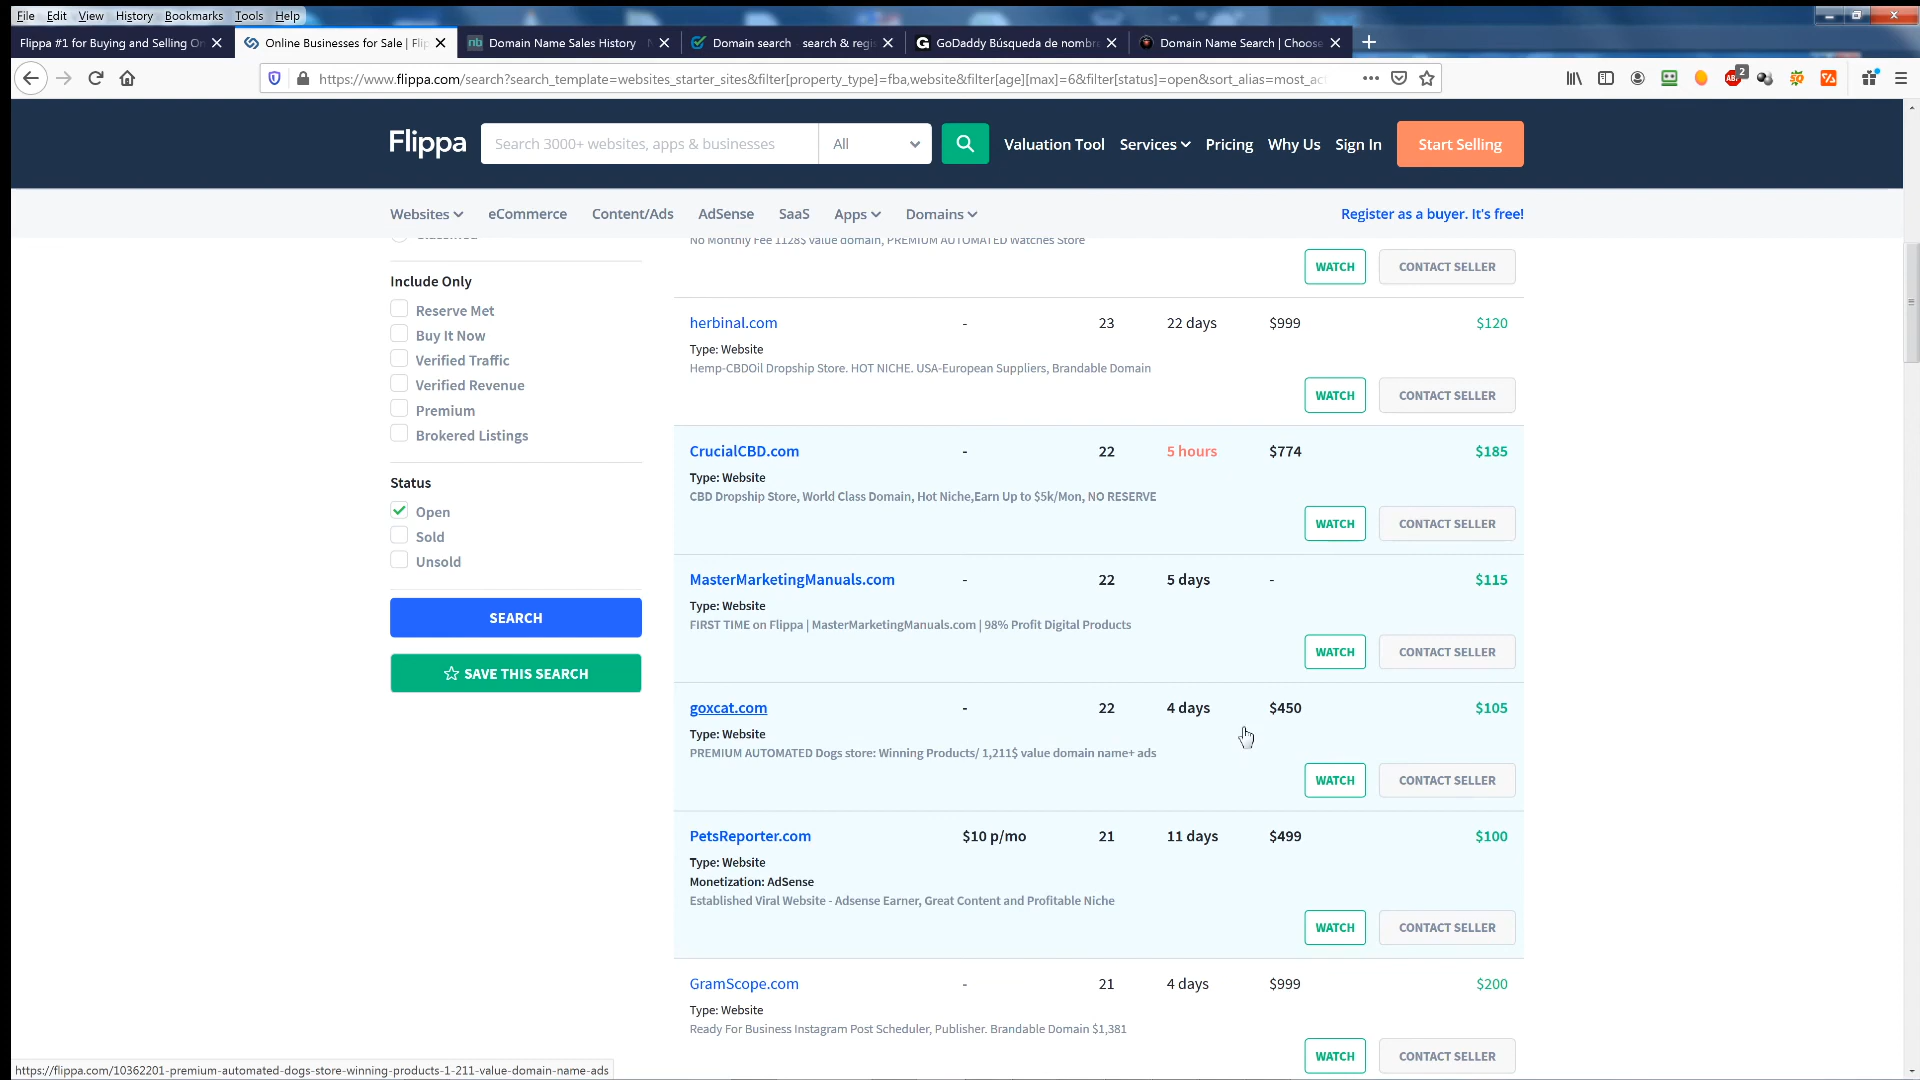 File Edit View History Bookmarks Tools Help
Flippa #1 for Buying and Selling On
Online Businesses for Sale | Flip
Domain Name Sales History
Domain search search & regis
GoDaddy Búsqueda de nombr
Domain Name Search | Choose
https://www.flippa.com/search?search_template=websites_starter_sites&filter[property_type]=fba,website&filter[age][max]=6&filter[status]=open&sort_alias=most_ac
2
Flippa
Search 3000+ websites, apps & businesses
All
Valuation Tool Services Pricing Why Us Sign In Start Selling
Websites eCommerce Content/Ads AdSense SaaS Apps Domains Register as a buyer. It's free!
Include Only
Reserve Met
Buy It Now
Verified Traffic
Verified Revenue
Premium
Brokered Listings
Status
Open
Sold
Unsold
SEARCH
SAVE THIS SEARCH
No Monthly Fee 1128$ value domain, PREMIUM AUTOMATED Watches Store
WATCH CONTACT SELLER
herbinal.com - 23 22 days $999 $120
Type: Website
Hemp-CBDOil Dropship Store. HOT NICHE. USA-European Suppliers, Brandable Domain
WATCH CONTACT SELLER
CrucialCBD.com - 22 5 hours $774 $185
Type: Website
CBD Dropship Store, World Class Domain, Hot Niche,Earn Up to $5k/Mon, NO RESERVE
WATCH CONTACT SELLER
MasterMarketingManuals.com - 22 5 days - $115
Type: Website
FIRST TIME on Flippa | MasterMarketingManuals.com | 98% Profit Digital Products
WATCH CONTACT SELLER
goxcat.com - 22 4 days $450 $105
Type: Website
PREMIUM AUTOMATED Dogs store: Winning Products/ 1,211$ value domain name+ ads
WATCH CONTACT SELLER
PetsReporter.com $10 p/mo 21 11 days $499 $100
Type: Website
Monetization: AdSense
Established Viral Website - Adsense Earner, Great Content and Profitable Niche
WATCH CONTACT SELLER
GramScope.com - 21 4 days $999 $200
Type: Website
Ready For Business Instagram Post Scheduler, Publisher. Brandable Domain $1,381
WATCH CONTACT SELLER
https://flippa.com/10362201-premium-automated-dogs-store-winning-products-1-211-value-domain-name-ads